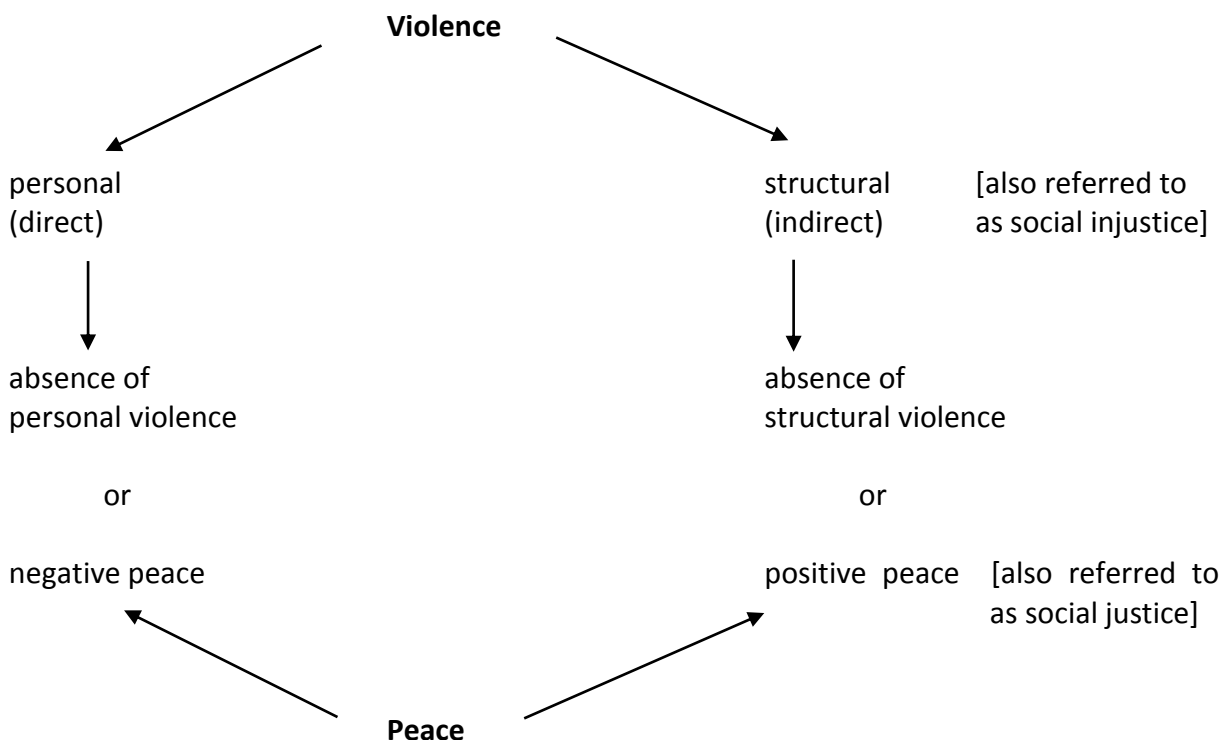 Violence
personal
(direct)
structural
(indirect)
[also referred to
as social injustice]
absence of
personal violence
absence of
structural violence
or
or
negative peace
positive peace [also referred to
as social justice]
Peace